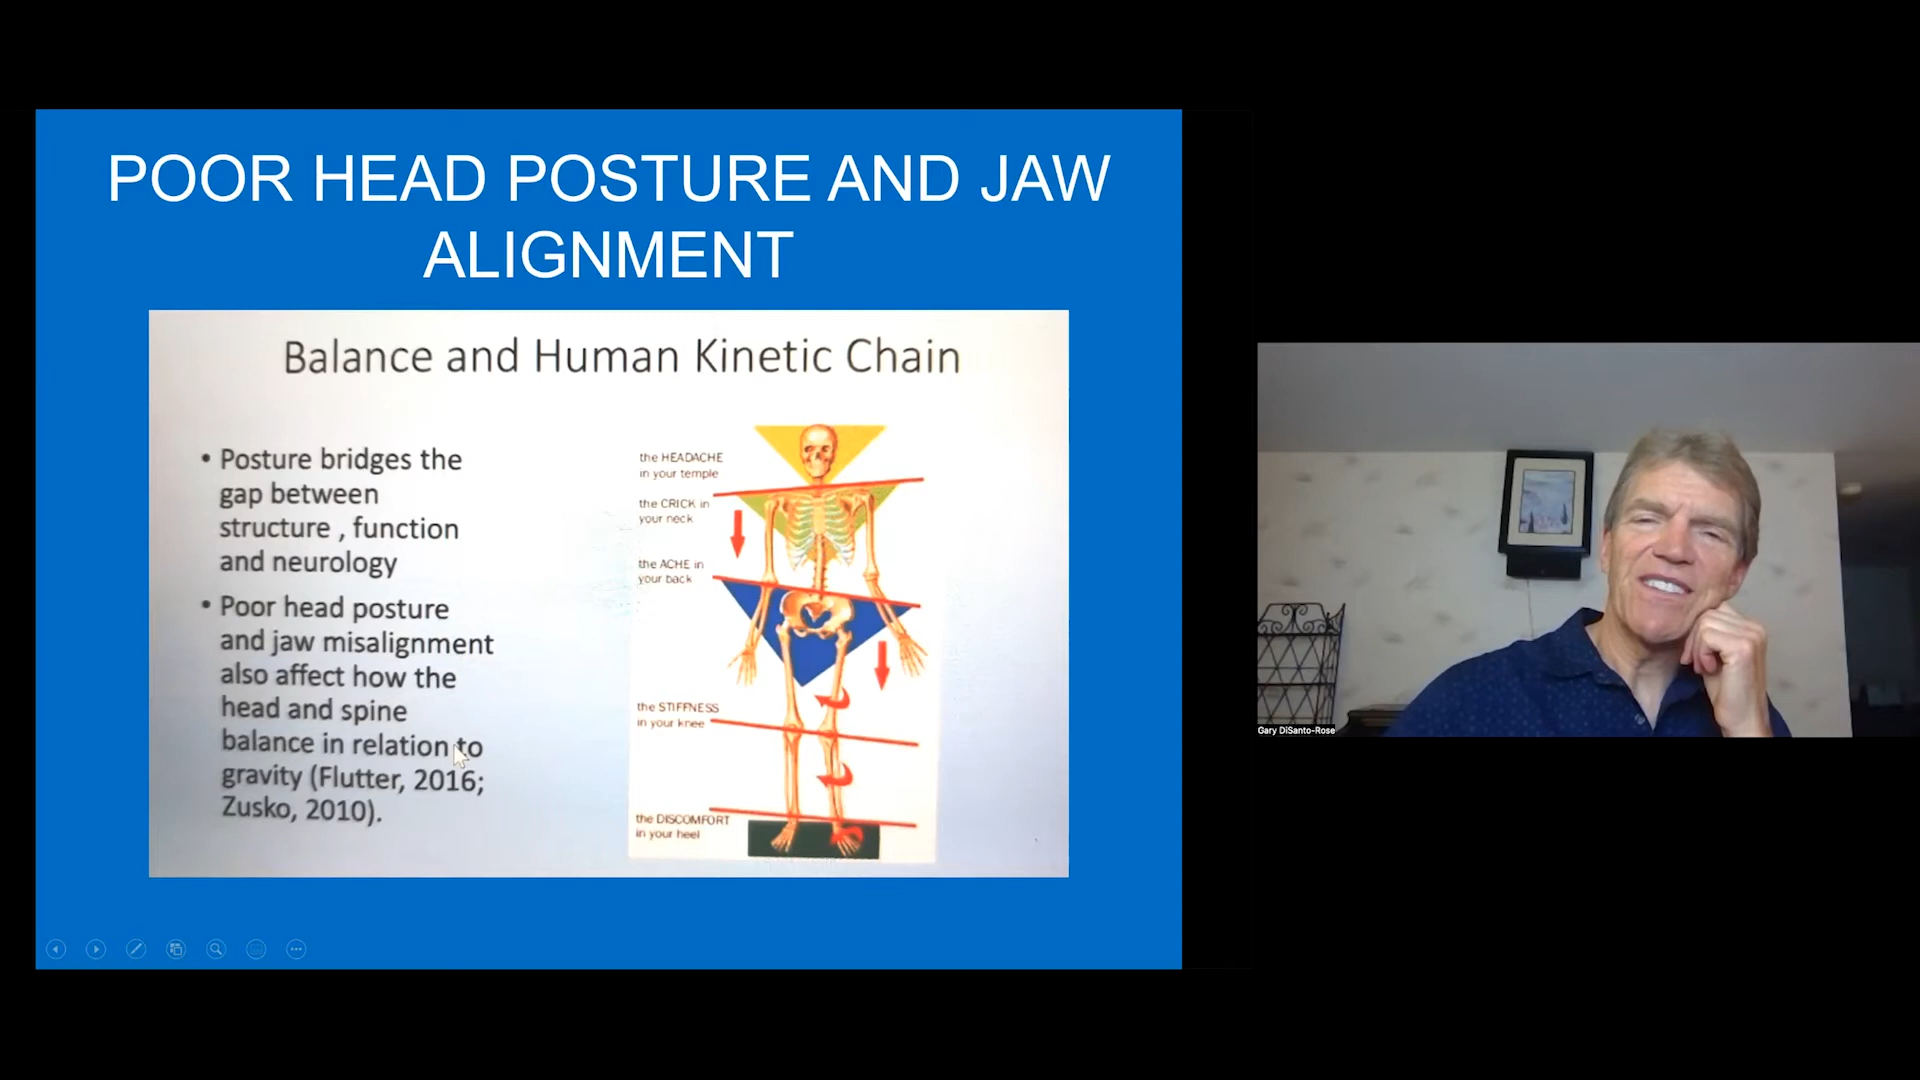 POOR HEAD POSTURE AND JAW
ALIGNMENT
Balance and Human Kinetic Chain
• Posture bridges the
gap between
structure , function
and neurology
• Poor head posture
and jaw misalignment
also affect how the
head and spine
balance in relation to
gravity (Flutter, 2016;
Zusko, 2010).
the HEADACHE
in your temple
the CRICK in
your neck
the ACHE in
your back
the STIFFNESS
in your knee
the DISCOMFORT
in your heel
Gary DiSanto-Rose